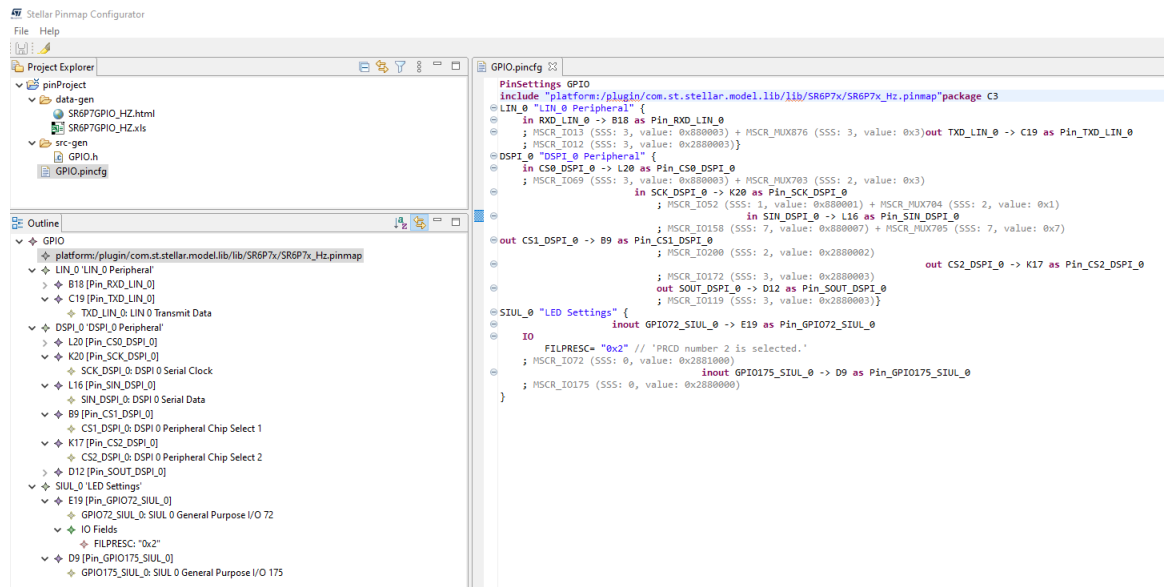 Stellar Pinmap Configurator
File Help
Project Explorer
pinProject
data-gen
SR6P7GPIO_HZ.html
SR6P7GPIO_HZ.xls
src-gen
GPIO.h
GPIO.pincfg
Outline
GPIO
platform:/plugin/com.st.stellar.model.lib/lib/SR6P7x/SR6P7x_Hz.pinmap
LIN_0 'LIN_0 Peripheral'
B18 [Pin_RXD_LIN_0]
C19 [Pin_TXD_LIN_0]
TXD_LIN_0: LIN 0 Transmit Data
DSPI_0 'DSPI_0 Peripheral'
L20 [Pin_CS0_DSPI_0]
K20 [Pin_SCK_DSPI_0]
SCK_DSPI_0: DSPI 0 Serial Clock
L16 [Pin_SIN_DSPI_0]
SIN_DSPI_0: DSPI 0 Serial Data
B9 [Pin_CS1_DSPI_0]
CS1_DSPI_0: DSPI 0 Peripheral Chip Select 1
K17 [Pin_CS2_DSPI_0]
CS2_DSPI_0: DSPI 0 Peripheral Chip Select 2
D12 [Pin_SOUT_DSPI_0]
SIUL_0 'LED Settings'
E19 [Pin_GPIO72_SIUL_0]
GPIO72_SIUL_0: SIUL 0 General Purpose I/O 72
IO Fields
FILPRESC: "0x2"
D9 [Pin_GPIO175_SIUL_0]
GPIO175_SIUL_0: SIUL 0 General Purpose I/O 175
GPIO.pincfg
PinSettings GPIO
include "platform:/plugin/com.st.stellar.model.lib/lib/SR6P7x/SR6P7x_Hz.pinmap"package C3
LIN_0 "LIN_0 Peripheral" {
in RXD_LIN_0 -> B18 as Pin_RXD_LIN_0
; MSCR_IO13 (SSS: 3, value: 0x880003) + MSCR_MUX876 (SSS: 3, value: 0x3)out TXD_LIN_0 -> C19 as Pin_TXD_LIN_0
; MSCR_IO12 (SSS: 3, value: 0x2880003)}
DSPI_0 "DSPI_0 Peripheral" {
in CS0_DSPI_0 -> L20 as Pin_CS0_DSPI_0
; MSCR_IO69 (SSS: 3, value: 0x880003) + MSCR_MUX703 (SSS: 2, value: 0x3)
in SCK_DSPI_0 -> K20 as Pin_SCK_DSPI_0
; MSCR_IO52 (SSS: 1, value: 0x880001) + MSCR_MUX704 (SSS: 2, value: 0x1)
in SIN_DSPI_0 -> L16 as Pin_SIN_DSPI_0
; MSCR_IO158 (SSS: 7, value: 0x880007) + MSCR_MUX705 (SSS: 7, value: 0x7)
out CS1_DSPI_0 -> B9 as Pin_CS1_DSPI_0
; MSCR_IO200 (SSS: 2, value: 0x2880002)
out CS2_DSPI_0 -> K17 as Pin_CS2_DSPI_0
; MSCR_IO172 (SSS: 3, value: 0x2880003)
out SOUT_DSPI_0 -> D12 as Pin_SOUT_DSPI_0
; MSCR_IO119 (SSS: 3, value: 0x2880003)}
SIUL_0 "LED Settings" {
inout GPIO72_SIUL_0 -> E19 as Pin_GPIO72_SIUL_0
IO
FILPRESC= "0x2" // 'PRCD number 2 is selected.'
; MSCR_IO72 (SSS: 0, value: 0x2881000)
inout GPIO175_SIUL_0 -> D9 as Pin_GPIO175_SIUL_0
; MSCR_IO175 (SSS: 0, value: 0x2880000)
}